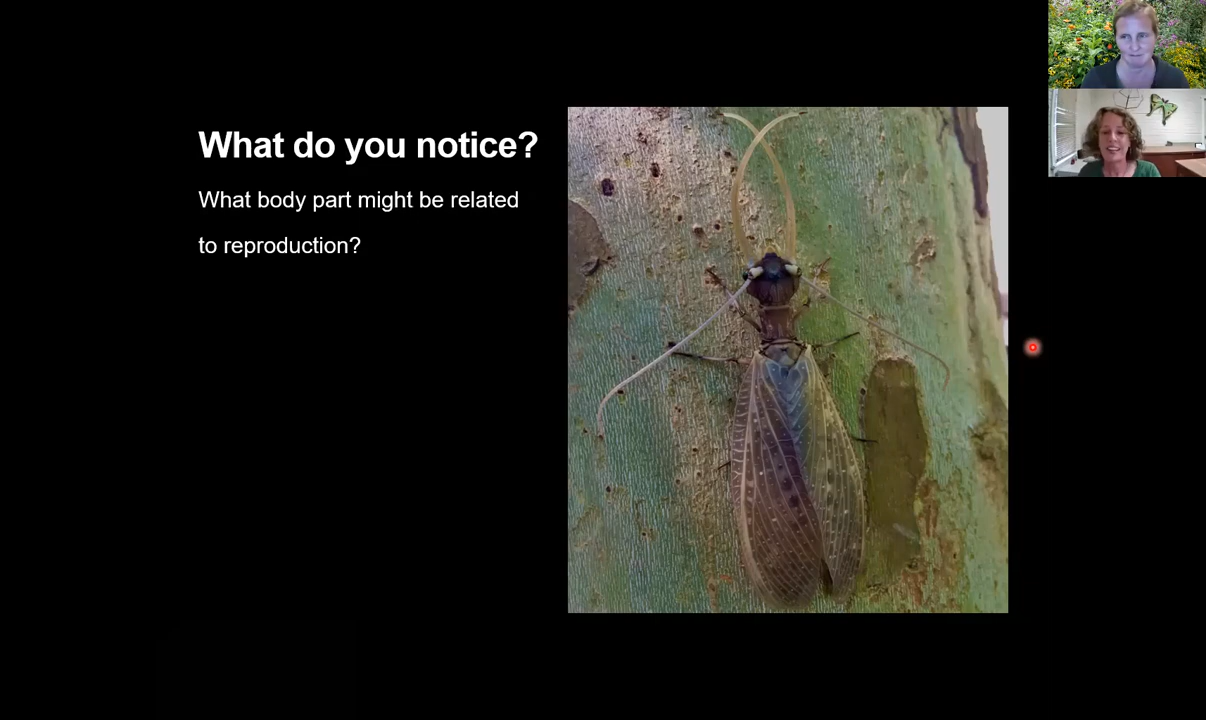 What do you notice?
What body part might be related
to reproduction?